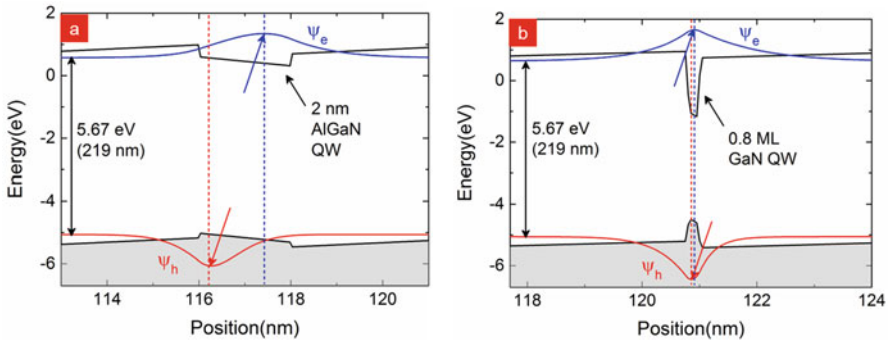 a
2
0
-2
-4
-6
Energy(eV)
ψe
5.67 eV
(219 nm)
2 nm
AlGaN
QW
ψh
114
116
118
120
Position(nm)
b
2
0
-2
-4
-6
Energy(eV)
ψe
5.67 eV
(219 nm)
0.8 ML
GaN QW
ψh
118
120
122
124
Position(nm)